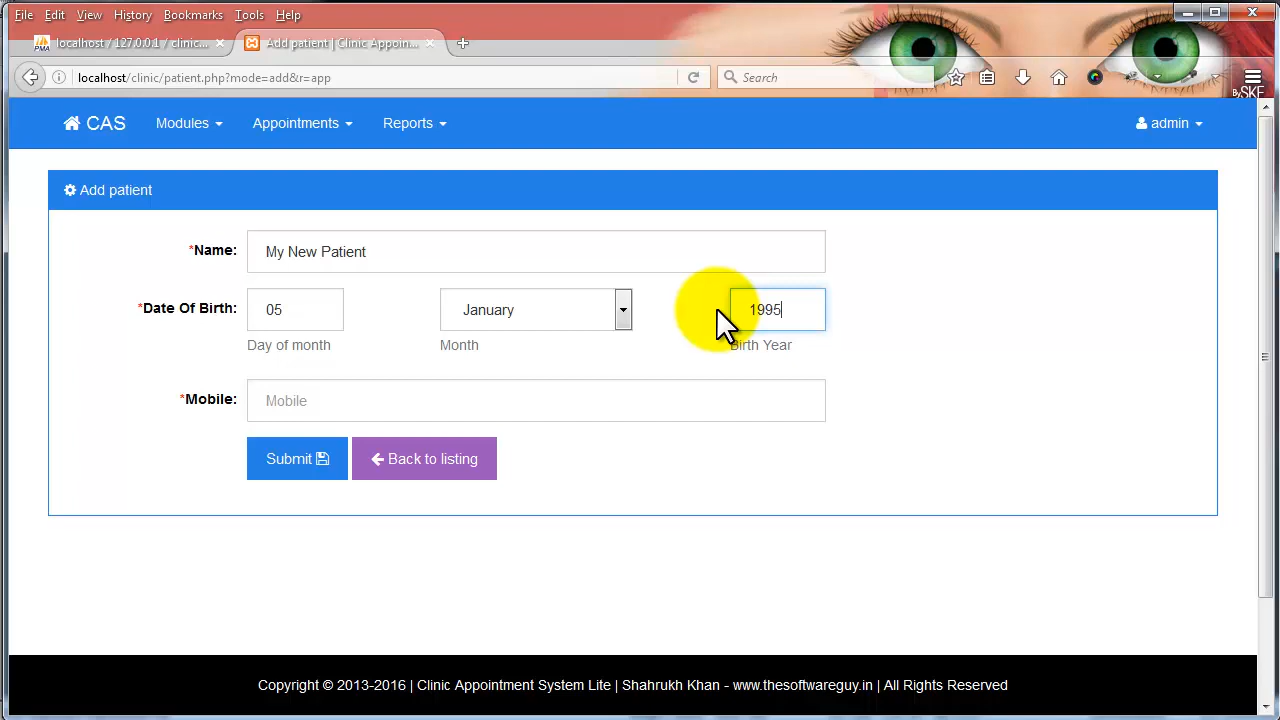 File Edit View History Bookmarks Tools Help
PMA localhost / 127.0.0.1 / clinic... × Add patient | Clinic Appoin... ×
localhost/clinic/patient.php?mode=add&r=app Search
By SKE
CAS Modules Appointments Reports admin
Add patient
*Name: My New Patient
*Date Of Birth: 05 January 1995
Day of month Month Birth Year
*Mobile: Mobile
Submit Back to listing
Copyright © 2013-2016 | Clinic Appointment System Lite | Shahrukh Khan - www.thesoftwareguy.in | All Rights Reserved